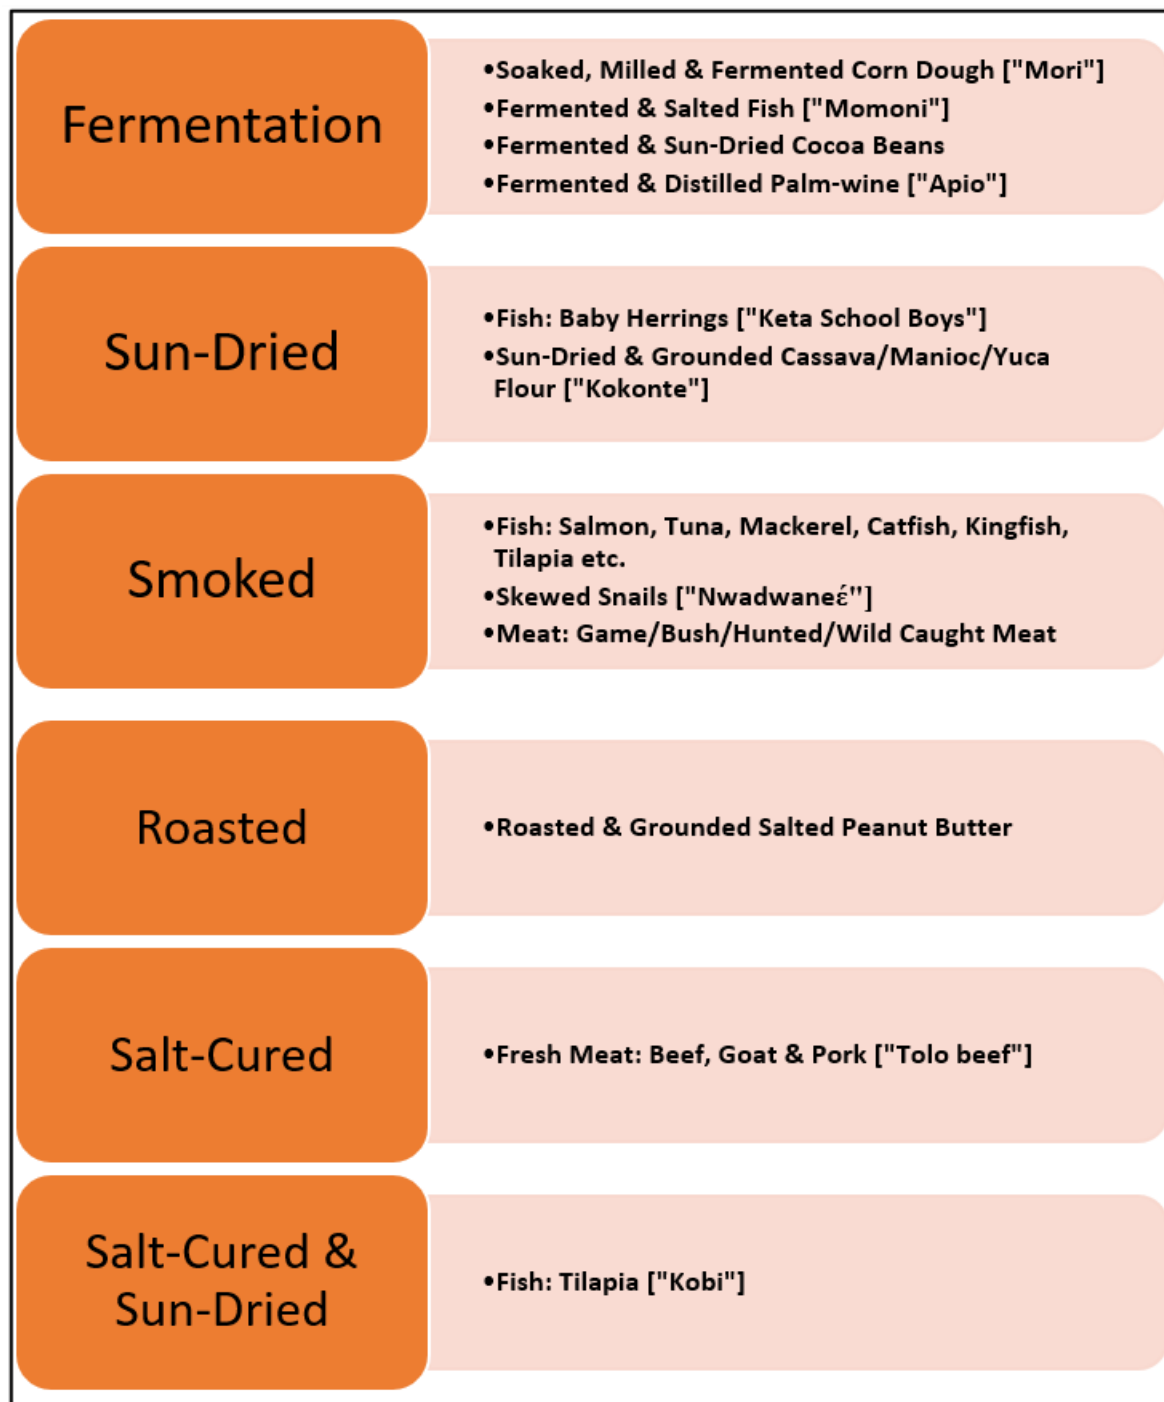 Fermentation
•Soaked, Milled & Fermented Corn Dough ["Mori"]
•Fermented & Salted Fish ["Momoni"]
•Fermented & Sun-Dried Cocoa Beans
•Fermented & Distilled Palm-wine ["Apio"]
Sun-Dried
•Fish: Baby Herrings ["Keta School Boys"]
•Sun-Dried & Grounded Cassava/Manioc/Yuca
Flour ["Kokonte"]
Smoked
•Fish: Salmon, Tuna, Mackerel, Catfish, Kingfish,
Tilapia etc.
•Skewed Snails ["Nwadwaneέ"]
•Meat: Game/Bush/Hunted/Wild Caught Meat
Roasted
•Roasted & Grounded Salted Peanut Butter
Salt-Cured
•Fresh Meat: Beef, Goat & Pork ["Tolo beef"]
Salt-Cured &
Sun-Dried
•Fish: Tilapia ["Kobi"]